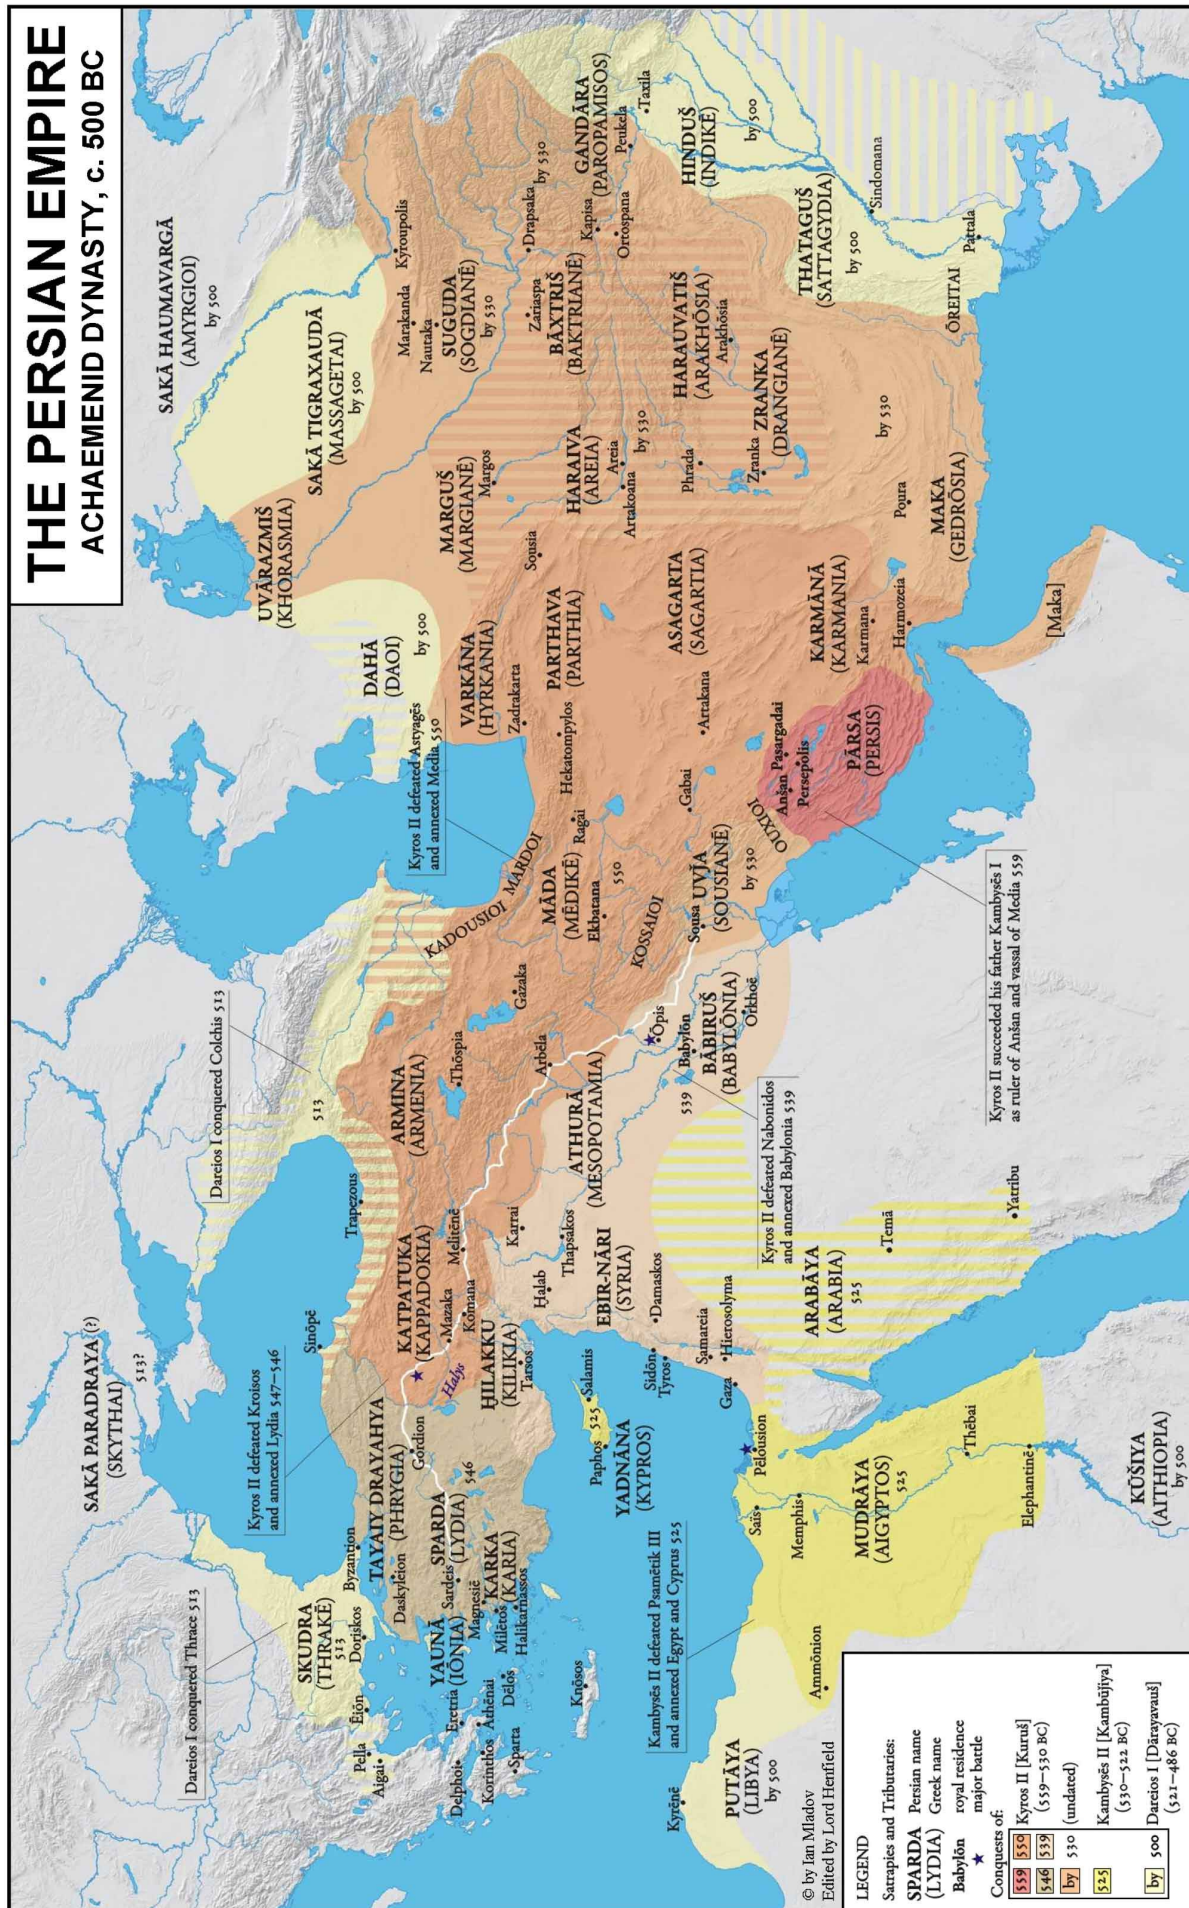 THE PERSIAN EMPIRE
ACHAEMENID DYNASTY, c. 500 BC
SAKĀ PARADRAYA (?)
(SKYTHAI)
513?
SAKĀ HAUMAVARGĀ
(AMYRGIOI)
by 500
SAKĀ TIGRAXAUDĀ
(MASSAGETAI)
by 500
UVĀRAZMIŠ
(KHORASMIA)
DAHĀ
(DAOI)
by 500
Dareios I conquered Thrace 513
Kyros II defeated Kroisos
and annexed Lydia 547–546
Dareios I conquered Colchis 513
513
Kyros II defeated Astyagēs
and annexed Media 550
SKUDRA
(THRAKĒ)
513
Doriskos
Ēiōn
Pella
Aigai
Byzantion
TAYAIY DRAYAHYA
(PHRYGIA)
Daskyleion
Gordion
SPARDA
(LYDIA)
546
Sardeis
Magnesiē
YAUNĀ
(IŌNIA)
Milētos
KARKA
(KARIA)
Halikarnassos
Eretria
Athēnai
Dēlos
Delphoi
Korinthos
Sparta
Knōsos
Sinōpē
Trapezous
KATPATUKA
(KAPPADOKIA)
Halys
Mazaka
Komana
Melitēnē
HILAKKU
(KILIKIA)
Tarsos
ARMINA
(ARMENIA)
Thōspia
KADOUSIOI
MARDOI
Gazaka
Arbēla
MĀDA
(MĒDIKĒ)
Ekbatana
550
Ragai
KOSSAIOI
VARKĀNA
(HYRKANIA)
Zadrakarta
Hekatompylos
PARTHAVA
(PARTHIA)
Sousia
MARGUŠ
(MARGIANĒ)
Margos
Marakanda
Nautaka
Kyroupolis
SUGUDA
(SOGDIANĒ)
by 530
Zariaspa
Drapsaka
BĀXTRIŠ
(BAKTRIANĒ)
by 530
GANDĀRA
(PAROPAMISOS)
Kapisa
Peukela
Taxila
Ortospana
HARAIVA
(AREIA)
Areia
Artakoana
by 530
HARAUVATIŠ
(ARAKHŌSIA)
Arakhōsia
Phrada
Zranka
ZRANKA
(DRANGIANĒ)
HINDUŠ
(INDIKĒ)
by 500
THATAGUŠ
(SATTAGYDIA)
by 500
Sindomana
Pattala
ŌREITAI
by 530
Poura
MAKA
(GEDRŌSIA)
[Maka]
ASAGARTA
(SAGARTIA)
Artakana
Gabai
KARMĀNĀ
(KARMANIA)
Karmana
Harmozeia
PĀRSA
(PERSIS)
Anšan
Pasargadai
Persepolis
OUXIOI
UVJA
(SOUSIANĒ)
by 530
Sousa
Ōpis
Babylōn
BĀBIRUŠ
(BABYLŌNIA)
Orkhoē
539
ATHURĀ
(MESOPOTAMIA)
Karrai
Thapsakos
Halab
EBIR-NĀRI
(SYRIA)
Damaskos
Sidōn
Tyros
Samareia
Hierosolyma
Gaza
YADNĀNA
(KYPROS)
Paphos
525
Salamis
Kyros II defeated Nabonidos
and annexed Babylonia 539
Kyros II succeeded his father Kambysēs I
as ruler of Anšan and vassal of Media 559
ARABĀYA
(ARABIA)
525
Temā
Yatribu
Kambysēs II defeated Psamētik III
and annexed Egypt and Cyprus 525
Pēlousion
Saïs
Memphis
MUDRĀYA
(AIGYPTOS)
525
Thēbai
Elephantinē
Ammōnion
KŪŠIYA
(AITHIOPIA)
by 500
PUTĀYA
(LIBYA)
by 500
Kyrēnē
© by Ian Mladov
Edited by Lord Henfield
LEGEND
Satrapies and Tributaries:
SPARDA Persian name
(LYDIA) Greek name
Babylōn royal residence
★ major battle
Conquests of:
559 550 Kyros II [Kuruš]
546 539 (559–530 BC)
by 530 (undated)
525 Kambysēs II [Kambūjiya]
(530–522 BC)
by 500 Dareios I [Dārayavauš]
(521–486 BC)